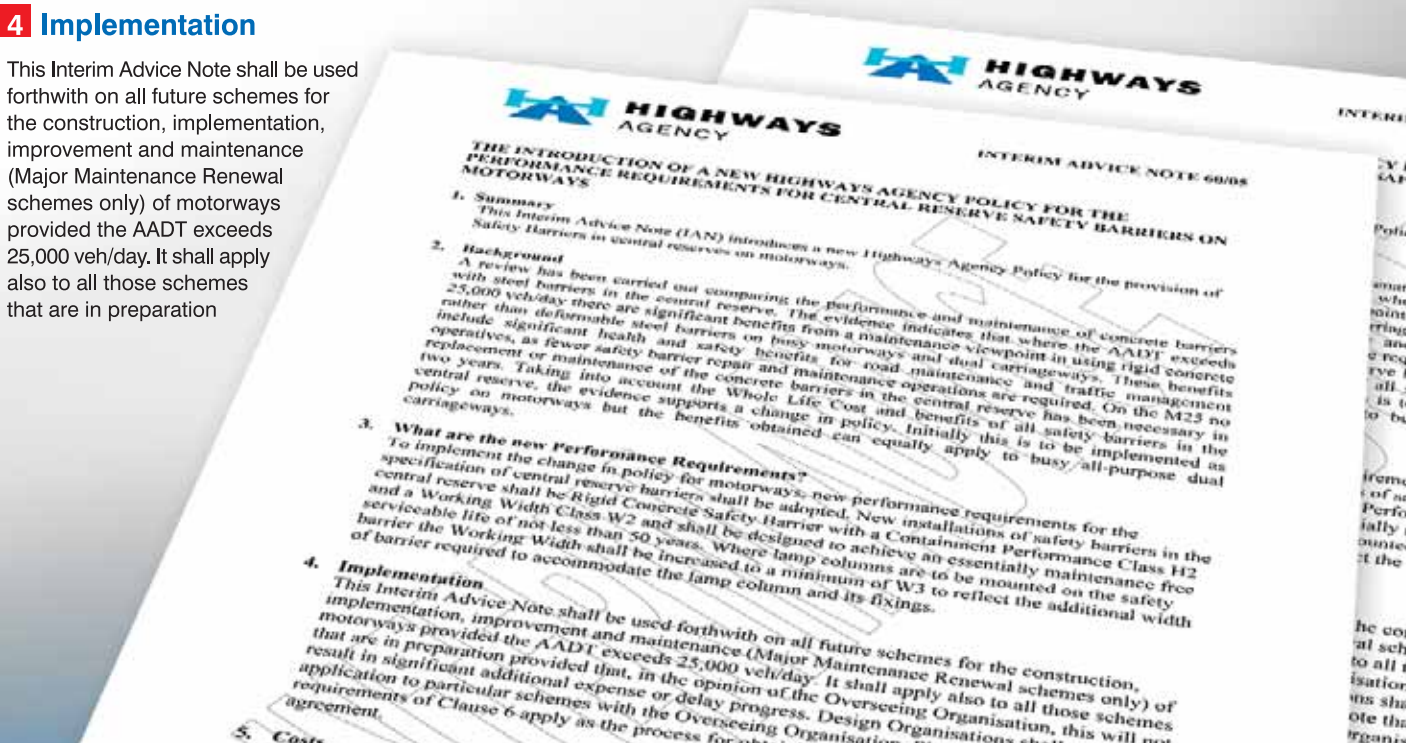 4 Implementation
This Interim Advice Note shall be used
forthwith on all future schemes for
the construction, implementation,
improvement and maintenance
(Major Maintenance Renewal
schemes only) of motorways
provided the AADT exceeds
25,000 veh/day. It shall apply
also to all those schemes
that are in preparation
HIGHWAYS
AGENCY
INTERIM ADVICE NOTE 60/05
THE INTRODUCTION OF A NEW HIGHWAYS AGENCY POLICY FOR THE
PERFORMANCE REQUIREMENTS FOR CENTRAL RESERVE SAFETY BARRIERS ON
MOTORWAYS
1. Summary
This Interim Advice Note (IAN) introduces a new Highways Agency Policy for the provision of
Safety Barriers in central reserves on motorways.
2. Background
A review has been carried out comparing the performance and maintenance of concrete barriers
with steel barriers in the central reserve. The evidence indicates that where the AADT exceeds
25,000 veh/day there are significant benefits from a maintenance viewpoint in using rigid concrete
rather than deformable steel barriers on busy motorways and dual carriageways. These benefits
include significant health and safety benefits for road maintenance and traffic management
operatives, as fewer safety barrier repair and maintenance operations are required. On the M25 no
replacement or maintenance of the concrete barriers in the central reserve has been necessary in
two years. Taking into account the Whole Life Cost and benefits of all safety barriers in the
central reserve, the evidence supports a change in policy. Initially this is to be implemented as
policy on motorways but the benefits obtained can equally apply to busy all-purpose dual
carriageways.
3. What are the new Performance Requirements?
To implement the change in policy for motorways, new performance requirements for the
specification of central reserve barriers shall be adopted. New installations of safety barriers in the
central reserve shall be Rigid Concrete Safety Barrier with a Containment Performance Class H2
and a Working Width Class W2 and shall be designed to achieve an essentially maintenance free
serviceable life of not less than 50 years. Where lamp columns are to be mounted on the safety
barrier the Working Width shall be increased to a minimum of W3 to reflect the additional width
of barrier required to accommodate the lamp column and its fixings.
4. Implementation
This Interim Advice Note shall be used forthwith on all future schemes for the construction,
implementation, improvement and maintenance (Major Maintenance Renewal schemes only) of
motorways provided the AADT exceeds 25,000 veh/day. It shall apply also to all those schemes
that are in preparation provided that, in the opinion of the Overseeing Organisation, this will not
result in significant additional expense or delay progress. Design Organisations
application to particular schemes with the Overseeing Organisation
requirements of Clause 6 apply as the process for
agreement.
5. Costs
HIGHWAYS
AGENCY